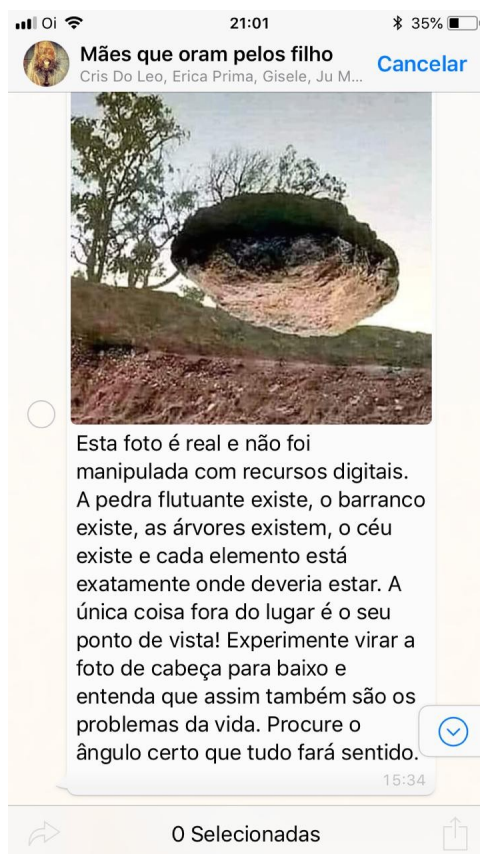 Oi
21:01
35%
Mães que oram pelos filho
Cris Do Leo, Erica Prima, Gisele, Ju M...
Cancelar
Esta foto é real e não foi
manipulada com recursos digitais.
A pedra flutuante existe, o barranco
existe, as árvores existem, o céu
existe e cada elemento está
exatamente onde deveria estar. A
única coisa fora do lugar é o seu
ponto de vista! Experimente virar a
foto de cabeça para baixo e
entenda que assim também são os
problemas da vida. Procure o
ângulo certo que tudo fará sentido.
15:34
0 Selecionadas